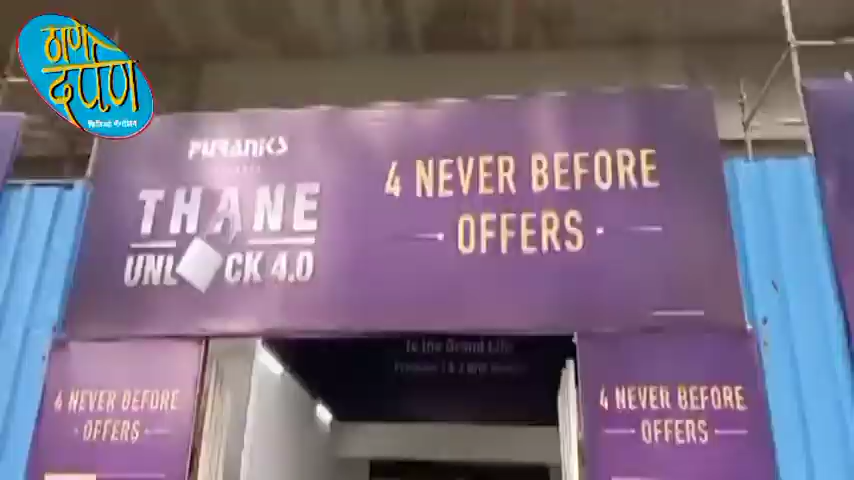 ठाणे
दर्पण
PURANIKS
THANE
UNLOCK 4.0
4 NEVER BEFORE
OFFERS
4 NEVER BEFORE
OFFERS
4 NEVER BEFORE
OFFERS